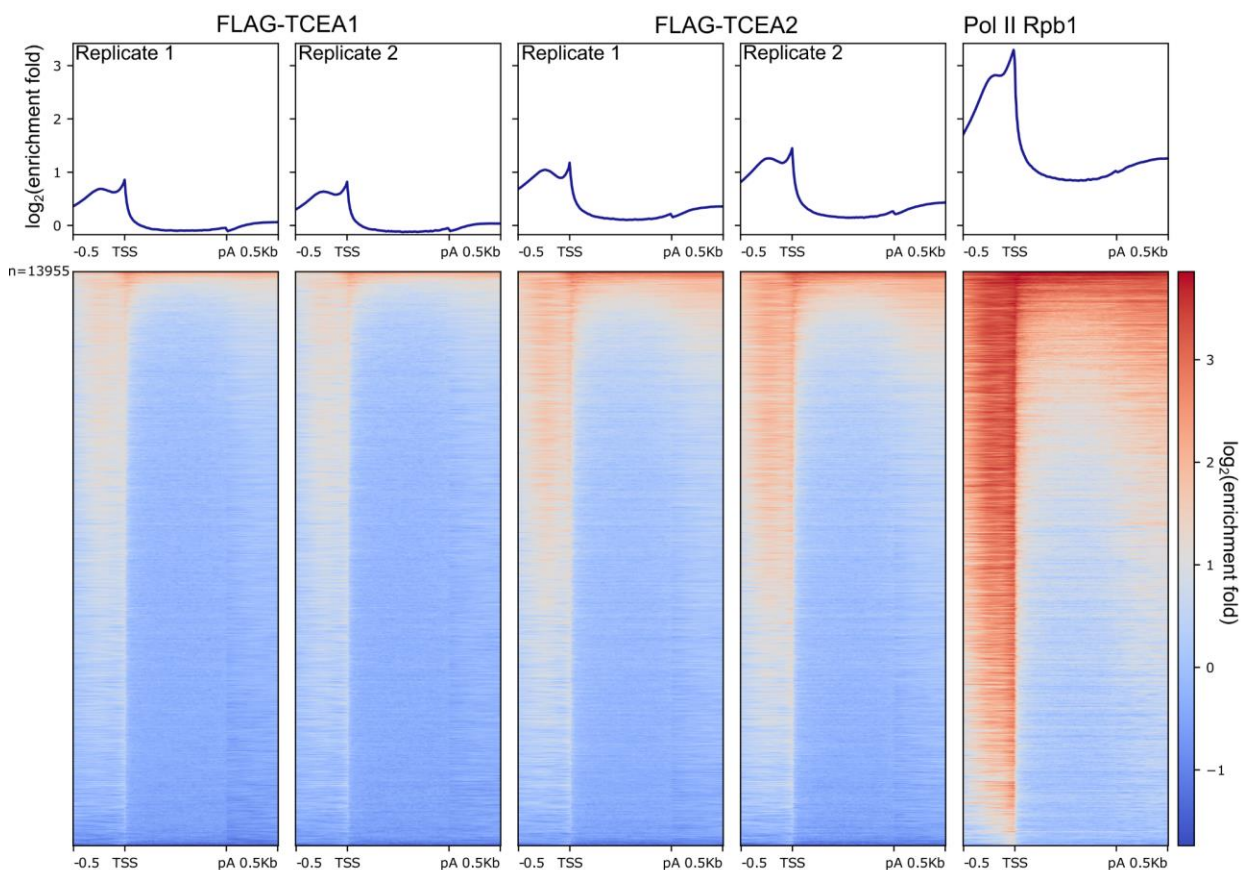 FLAG-TCEA1
FLAG-TCEA2
Pol II Rpb1
Replicate 1
Replicate 2
Replicate 1
Replicate 2
log2(enrichment fold)
3
2
1
0
-0.5 TSS pA 0.5Kb
-0.5 TSS pA 0.5Kb
-0.5 TSS pA 0.5Kb
-0.5 TSS pA 0.5Kb
-0.5 TSS pA 0.5Kb
n=13955
3
2
1
0
−1
log2(enrichment fold)
-0.5 TSS pA 0.5Kb
-0.5 TSS pA 0.5Kb
-0.5 TSS pA 0.5Kb
-0.5 TSS pA 0.5Kb
-0.5 TSS pA 0.5Kb